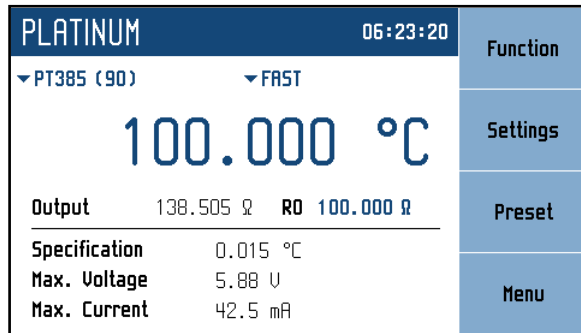 PLATINUM 06:23:20
Function
▾PT385 (90) ▾FAST
100.000 °C
Settings
Output 138.505 Ω R0 100.000 Ω
Preset
Specification 0.015 °C
Max. Voltage 5.88 V
Max. Current 42.5 mA
Menu